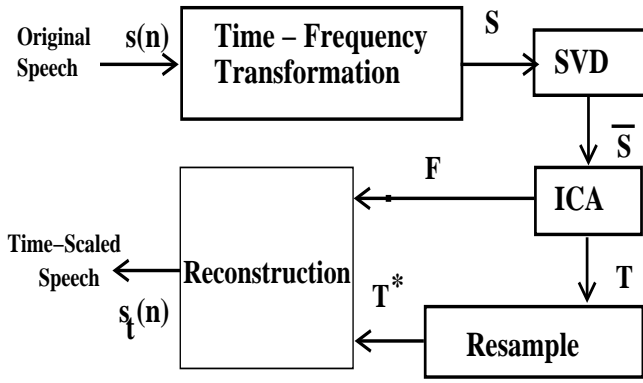 Original
Speech
s(n)
Time – Frequency
Transformation
S
SVD
S̅
F
ICA
Time–Scaled
Speech
s_t(n)
Reconstruction
T*
T
Resample